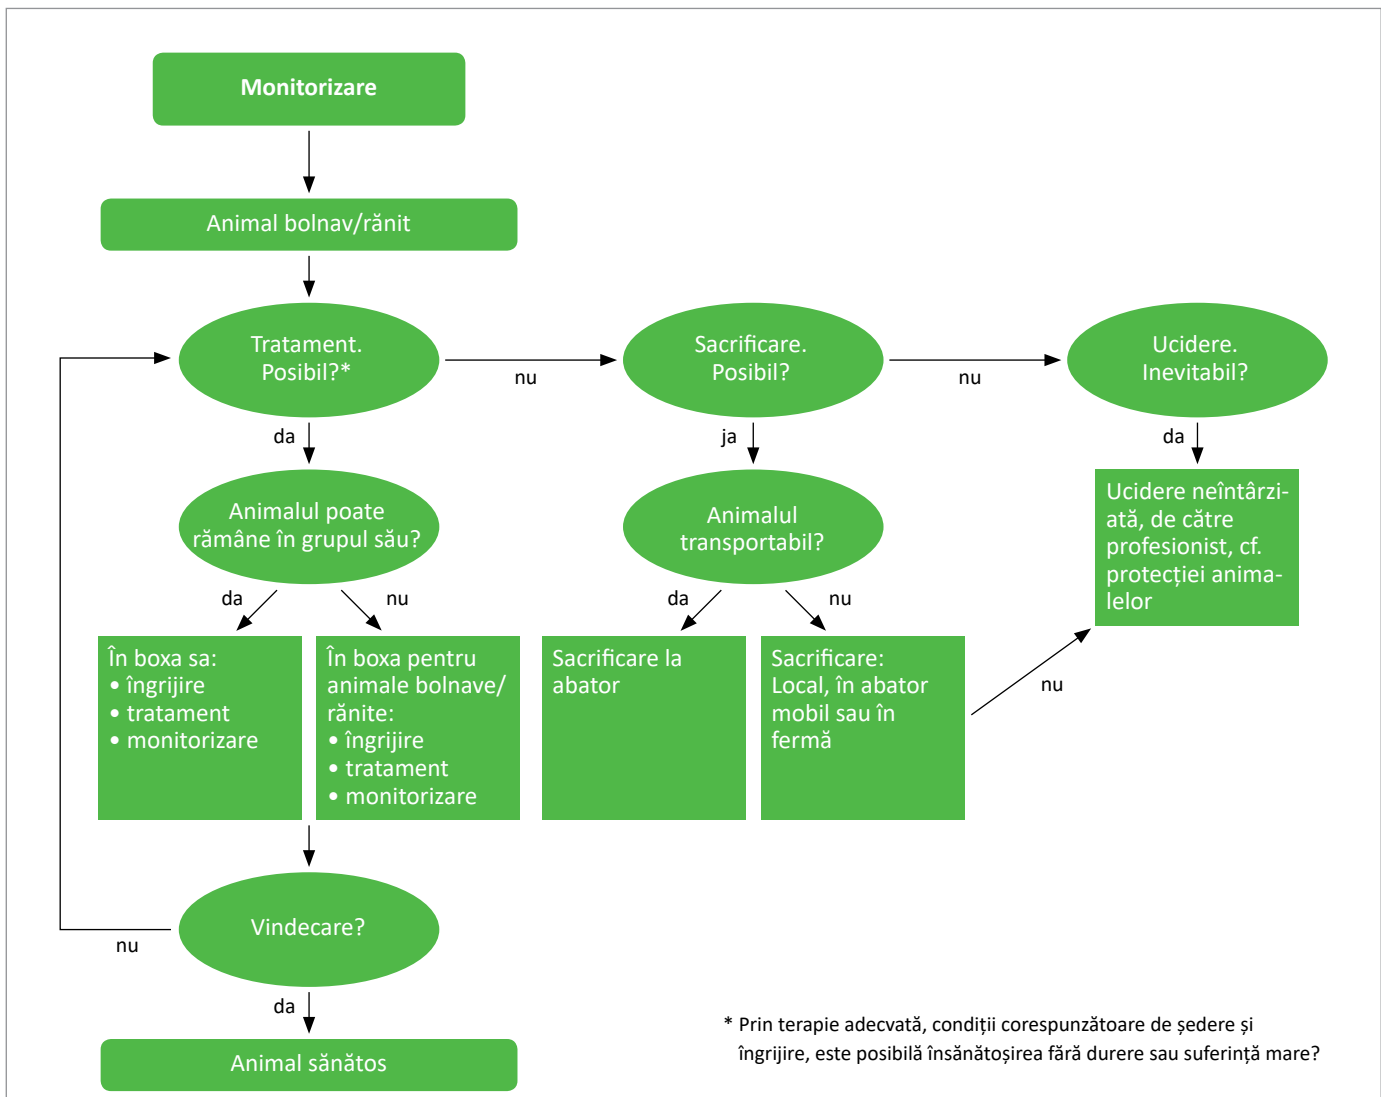 Monitorizare
Animal bolnav/rănit
Tratament.
Posibil?*
nu
Sacrificare.
Posibil?
nu
Ucidere.
Inevitabil?
da
ja
da
Animalul poate
rămâne în grupul său?
Animalul
transportabil?
Ucidere neîntârzi-
ată, de către
profesionist, cf.
protecției anima-
lelor
da
nu
da
nu
În boxa sa:
• îngrijire
• tratament
• monitorizare
În boxa pentru
animale bolnave/
rănite:
• îngrijire
• tratament
• monitorizare
Sacrificare la
abator
Sacrificare:
Local, în abator
mobil sau în
fermă
nu
Vindecare?
nu
da
Animal sănătos
* Prin terapie adecvată, condiții corespunzătoare de ședere și
îngrijire, este posibilă însănătoșirea fără durere sau suferință mare?